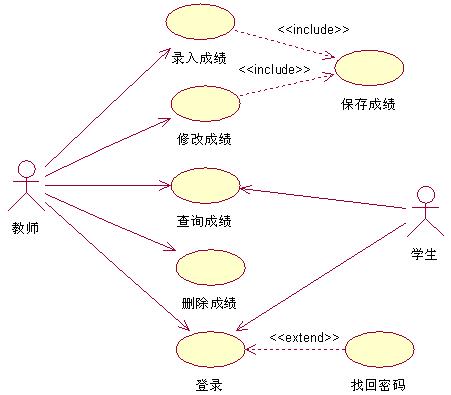 <<include>>
录入成绩
<<include>>
保存成绩
修改成绩
教师
查询成绩
学生
删除成绩
<<extend>>
登录
找回密码